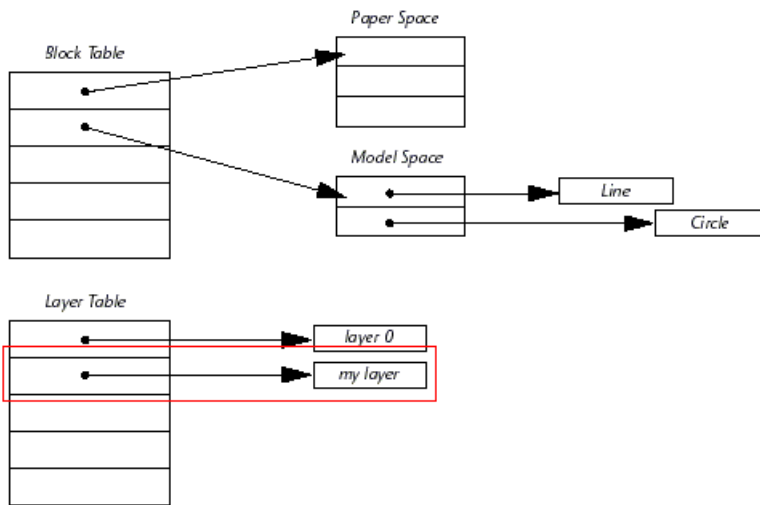 Paper Space
Block Table
Model Space
Line
Circle
Layer Table
layer 0
my layer